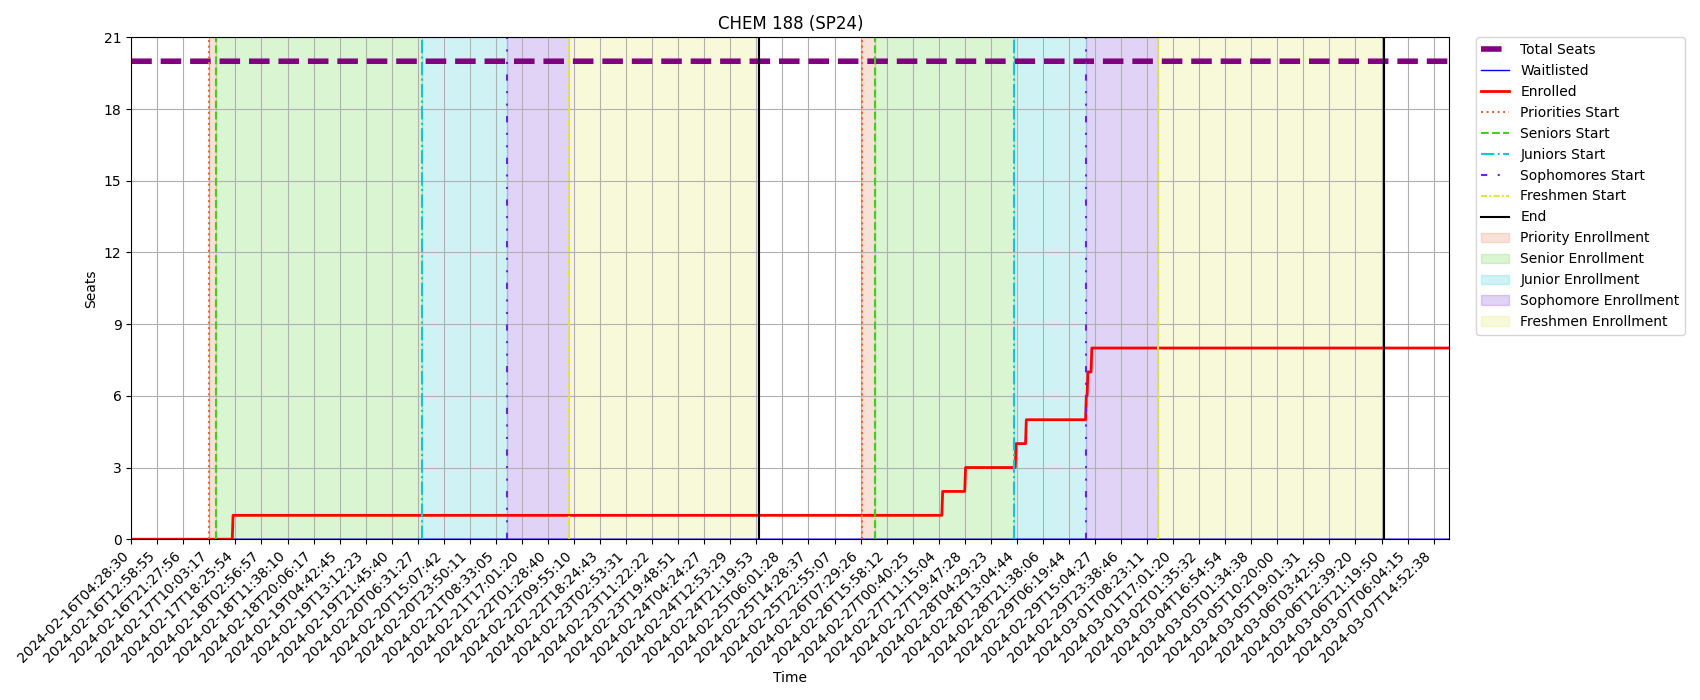 CHEM 188 (SP24)
21
18
15
12
9
6
3
0
Seats
2024-02-16T04:28:30
2024-02-16T12:58:55
2024-02-16T21:27:56
2024-02-17T10:03:17
2024-02-17T18:25:54
2024-02-18T02:56:57
2024-02-18T11:38:10
2024-02-18T20:06:17
2024-02-19T04:42:45
2024-02-19T13:12:23
2024-02-19T21:45:40
2024-02-20T06:31:27
2024-02-20T15:07:42
2024-02-20T23:50:11
2024-02-21T08:33:05
2024-02-21T17:01:20
2024-02-22T01:28:40
2024-02-22T09:55:10
2024-02-22T18:24:43
2024-02-23T02:53:31
2024-02-23T11:22:22
2024-02-23T19:48:51
2024-02-24T04:24:27
2024-02-24T12:53:29
2024-02-24T21:19:53
2024-02-25T06:01:28
2024-02-25T14:28:37
2024-02-25T22:55:07
2024-02-26T07:29:26
2024-02-26T15:58:12
2024-02-27T00:40:25
2024-02-27T11:15:04
2024-02-27T19:47:28
2024-02-28T04:29:23
2024-02-28T13:04:44
2024-02-28T21:38:06
2024-02-29T06:19:44
2024-02-29T15:04:27
2024-02-29T23:38:46
2024-03-01T08:23:11
2024-03-01T17:01:20
2024-03-02T01:35:32
2024-03-04T16:54:54
2024-03-05T01:34:38
2024-03-05T10:20:00
2024-03-05T19:01:31
2024-03-06T03:42:50
2024-03-06T12:39:20
2024-03-06T21:19:50
2024-03-07T06:04:15
2024-03-07T14:52:38
Time
Total Seats
Waitlisted
Enrolled
Priorities Start
Seniors Start
Juniors Start
Sophomores Start
Freshmen Start
End
Priority Enrollment
Senior Enrollment
Junior Enrollment
Sophomore Enrollment
Freshmen Enrollment